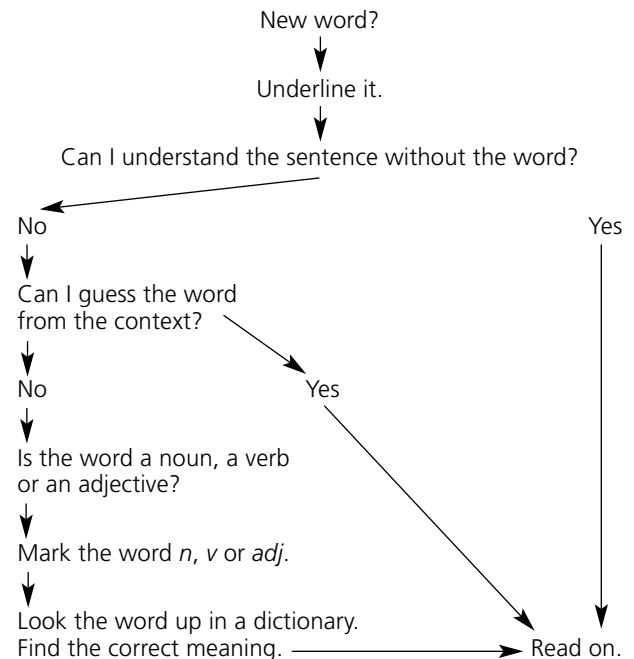 New word?
Underline it.
Can I understand the sentence without the word?
No
Yes
Can I guess the word
from the context?
No
Yes
Is the word a noun, a verb
or an adjective?
Mark the word n, v or adj.
Look the word up in a dictionary.
Find the correct meaning.
Read on.